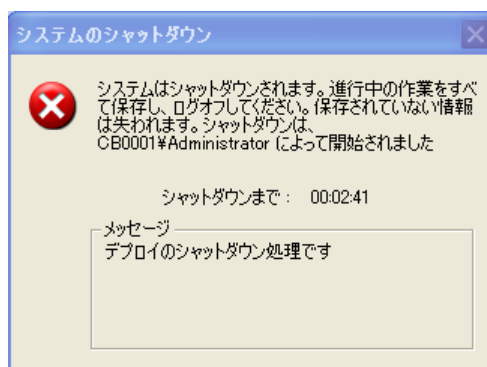 システムのシャットダウン
システムはシャットダウンされます。進行中の作業をすべ
て保存し、ログオフしてください。保存されていない情報
は失われます。シャットダウンは、
CB0001¥Administrator によって開始されました
シャットダウンまで： 00:02:41
メッセージ
デプロイのシャットダウン処理です